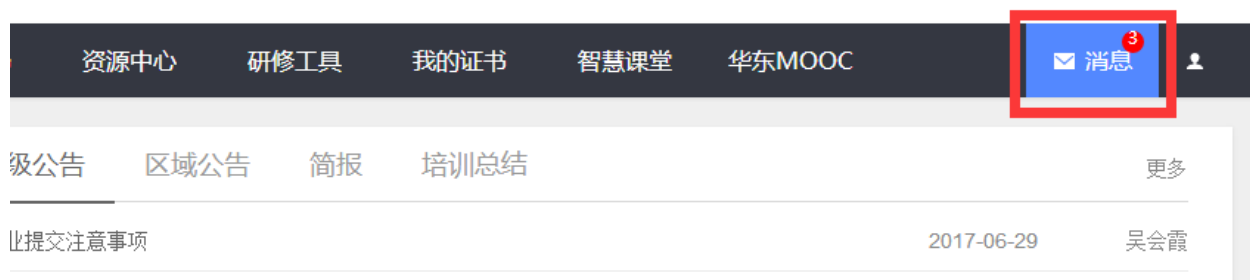 资源中心 研修工具 我的证书 智慧课堂 华东MOOC 消息 3
级公告 区域公告 简报 培训总结 更多
业提交注意事项 2017-06-29 吴会霞